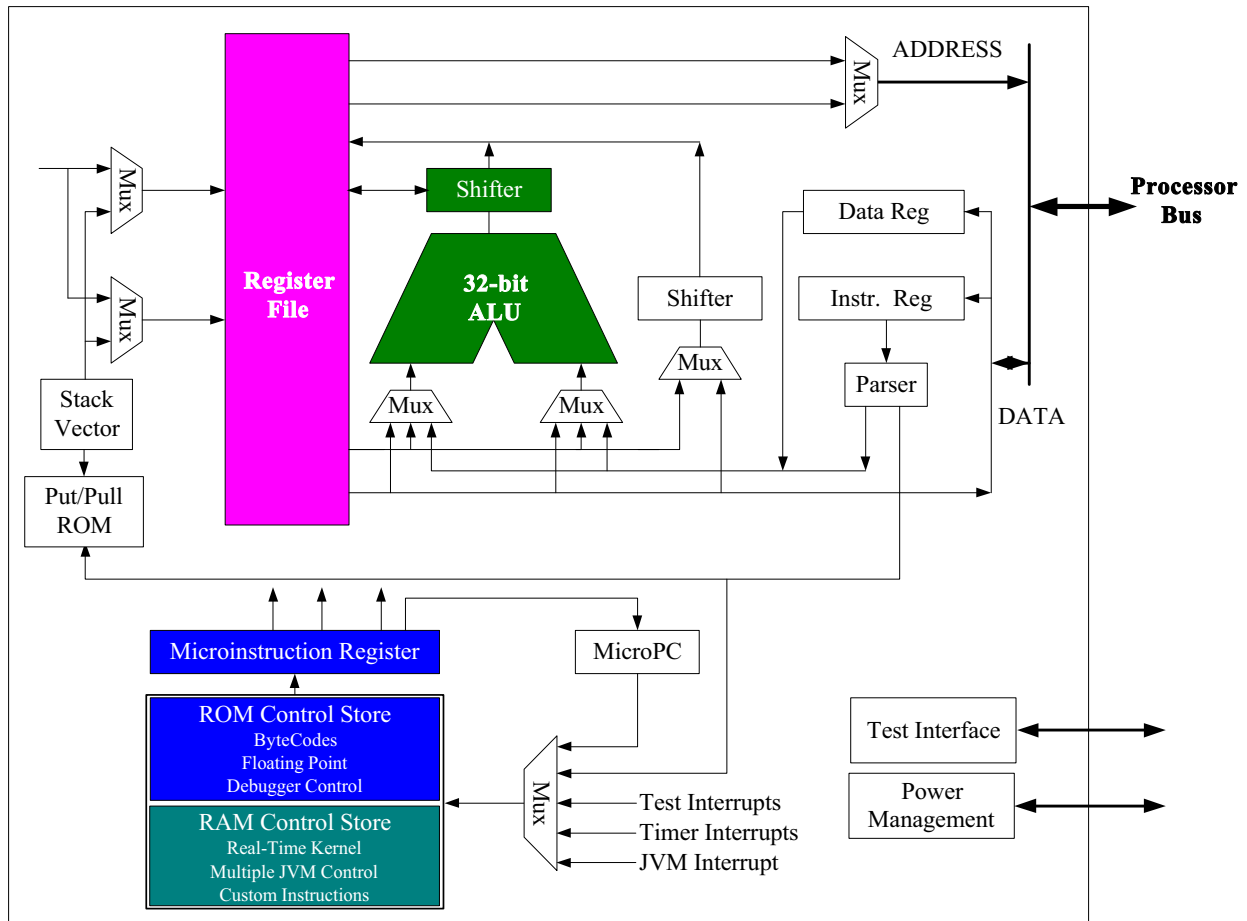 ADDRESS
Mux
Mux
Shifter
Data Reg
Processor
Bus
Register
File
32-bit
ALU
Shifter
Instr. Reg
Mux
Mux
Parser
Stack
Vector
Mux
Mux
DATA
Put/Pull
ROM
Microinstruction Register
MicroPC
ROM Control Store
ByteCodes
Floating Point
Debugger Control
Test Interface
Mux
Test Interrupts
Timer Interrupts
JVM Interrupt
Power
Management
RAM Control Store
Real-Time Kernel
Multiple JVM Control
Custom Instructions